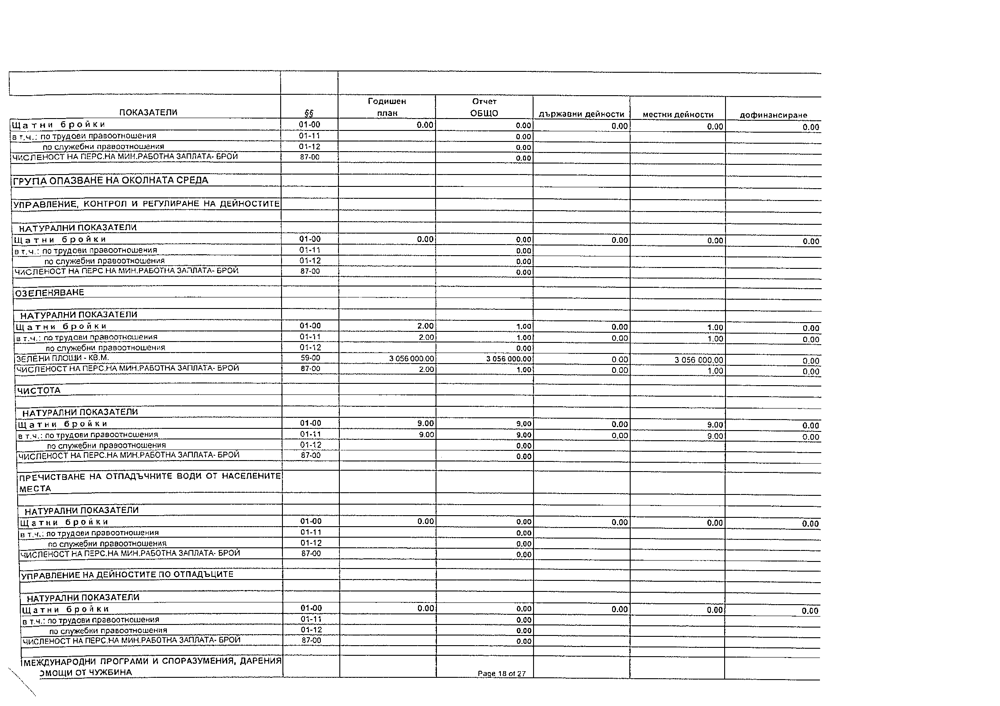 Годишен Отчет
ПОКАЗАТЕЛИ §§ план ОБЩО държавни дейности местни дейности дофинансиране
Щатни бройки 01-00 0.00 0.00 0.00 0.00 0.00
в т.ч.: по трудови правоотношения 01-11 0.00
по служебни правоотношения 01-12 0.00
ЧИСЛЕНОСТ НА ПЕРС.НА МИН.РАБОТНА ЗАПЛАТА- БРОЙ 87-00 0.00
ГРУПА ОПАЗВАНЕ НА ОКОЛНАТА СРЕДА
УПРАВЛЕНИЕ, КОНТРОЛ И РЕГУЛИРАНЕ НА ДЕЙНОСТИТЕ
НАТУРАЛНИ ПОКАЗАТЕЛИ
Щатни бройки 01-00 0.00 0.00 0.00 0.00 0.00
в т.ч.: по трудови правоотношения 01-11 0.00
по служебни правоотношения 01-12 0.00
ЧИСЛЕНОСТ НА ПЕРС.НА МИН.РАБОТНА ЗАПЛАТА- БРОЙ 87-00 0.00
ОЗЕЛЕНЯВАНЕ
НАТУРАЛНИ ПОКАЗАТЕЛИ
Щатни бройки 01-00 2.00 1.00 0.00 1.00 0.00
в т.ч.: по трудови правоотношения 01-11 2.00 1.00 0.00 1.00 0.00
по служебни правоотношения 01-12 0.00
ЗЕЛЕНИ ПЛОЩИ - КВ.М. 59-00 3 056 000.00 3 056 000.00 0.00 3 056 000.00 0.00
ЧИСЛЕНОСТ НА ПЕРС.НА МИН.РАБОТНА ЗАПЛАТА- БРОЙ 87-00 2.00 1.00 0.00 1.00 0.00
ЧИСТОТА
НАТУРАЛНИ ПОКАЗАТЕЛИ
Щатни бройки 01-00 9.00 9.00 0.00 9.00 0.00
в т.ч.: по трудови правоотношения 01-11 9.00 9.00 0.00 9.00 0.00
по служебни правоотношения 01-12 0.00
ЧИСЛЕНОСТ НА ПЕРС.НА МИН.РАБОТНА ЗАПЛАТА- БРОЙ 87-00 0.00
ПРЕЧИСТВАНЕ НА ОТПАДЪЧНИТЕ ВОДИ ОТ НАСЕЛЕНИТЕ
МЕСТА
НАТУРАЛНИ ПОКАЗАТЕЛИ
Щатни бройки 01-00 0.00 0.00 0.00 0.00 0.00
в т.ч.: по трудови правоотношения 01-11 0.00
по служебни правоотношения 01-12 0.00
ЧИСЛЕНОСТ НА ПЕРС.НА МИН.РАБОТНА ЗАПЛАТА- БРОЙ 87-00 0.00
УПРАВЛЕНИЕ НА ДЕЙНОСТИТЕ ПО ОТПАДЪЦИТЕ
НАТУРАЛНИ ПОКАЗАТЕЛИ
Щатни бройки 01-00 0.00 0.00 0.00 0.00 0.00
в т.ч.: по трудови правоотношения 01-11 0.00
по служебни правоотношения 01-12 0.00
ЧИСЛЕНОСТ НА ПЕРС.НА МИН.РАБОТНА ЗАПЛАТА- БРОЙ 87-00 0.00
МЕЖДУНАРОДНИ ПРОГРАМИ И СПОРАЗУМЕНИЯ, ДАРЕНИЯ
ОМОЩИ ОТ ЧУЖБИНА
Page 18 of 27